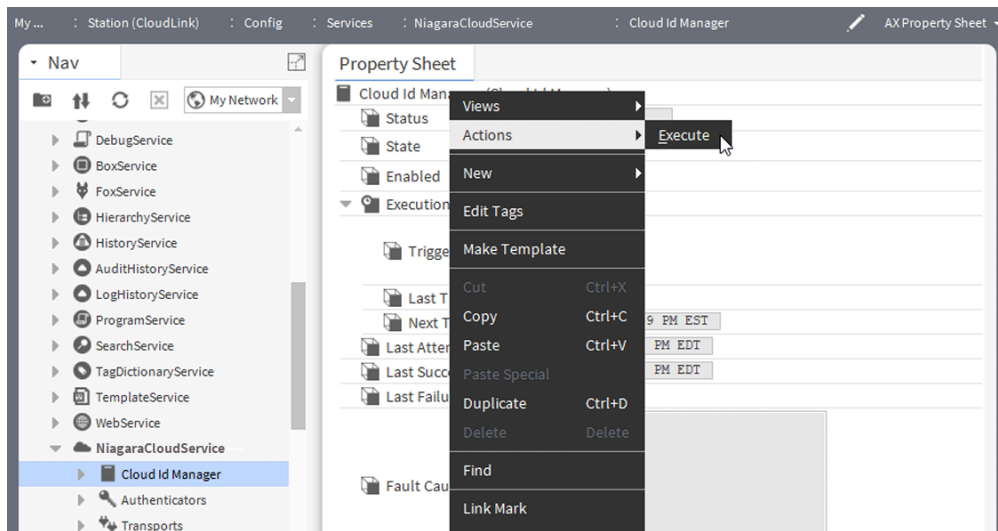 My ... : Station (CloudLink) : Config : Services : NiagaraCloudService : Cloud Id Manager AX Property Sheet
Nav
My Network
DebugService
BoxService
FoxService
HierarchyService
HistoryService
AuditHistoryService
LogHistoryService
ProgramService
SearchService
TagDictionaryService
TemplateService
WebService
NiagaraCloudService
Cloud Id Manager
Authenticators
Transports
Property Sheet
Cloud Id Mana
Status
State
Enabled
Execution
Trigge
Last T
Next T
9 PM EST
Last Atter
PM EDT
Last Succ
PM EDT
Last Failu
Fault Cau
Views
Actions
Execute
New
Edit Tags
Make Template
Cut Ctrl+X
Copy Ctrl+C
Paste Ctrl+V
Paste Special
Duplicate Ctrl+D
Delete Delete
Find
Link Mark